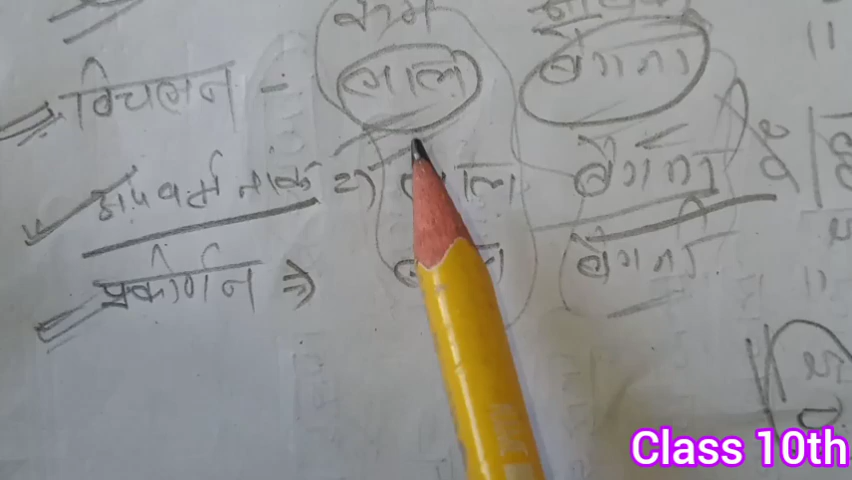 कम
विचलन - लाल बैगनी
अपवर्तनांक => लाल बैगनी
प्रकीर्णन => लाल बैगनी
Class 10th